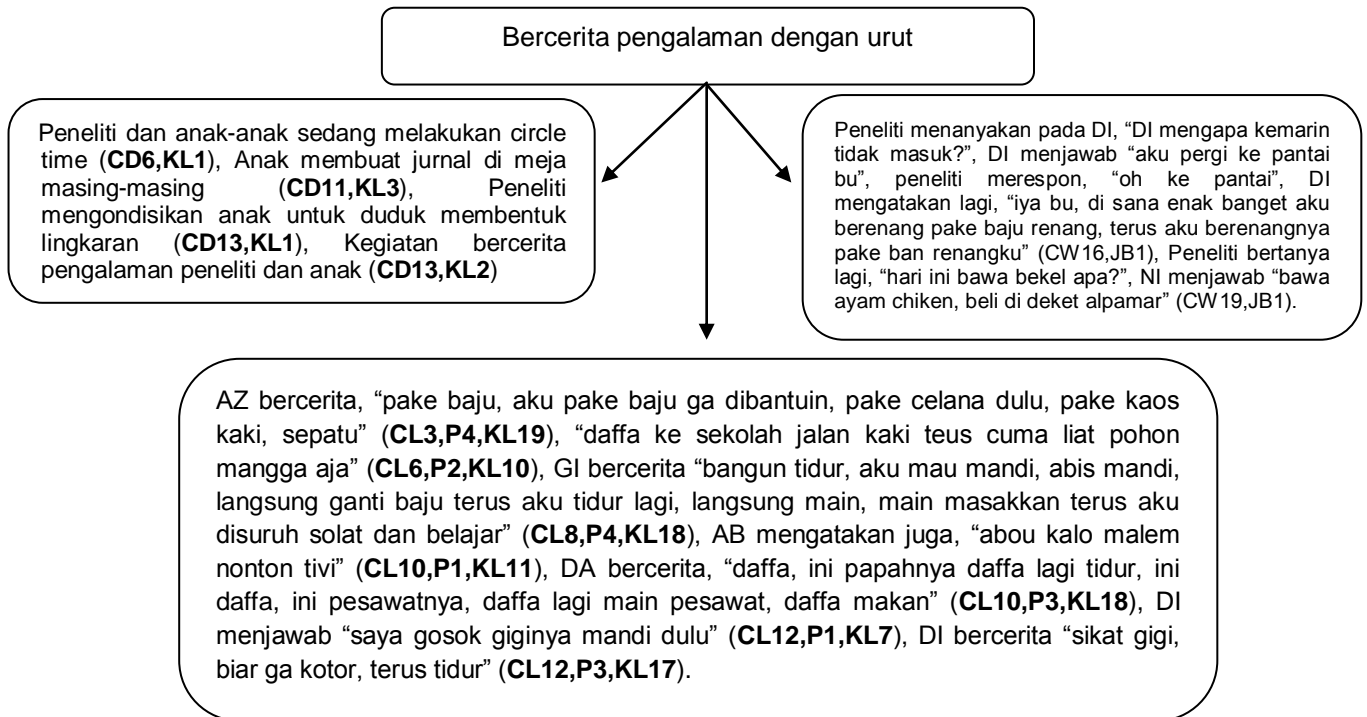 Bercerita pengalaman dengan urut
Peneliti dan anak-anak sedang melakukan circle
time (CD6,KL1), Anak membuat jurnal di meja
masing-masing (CD11,KL3), Peneliti
mengondisikan anak untuk duduk membentuk
lingkaran (CD13,KL1), Kegiatan bercerita
pengalaman peneliti dan anak (CD13,KL2)
Peneliti menanyakan pada DI, “DI mengapa kemarin
tidak masuk?”, DI menjawab “aku pergi ke pantai
bu”, peneliti merespon, “oh ke pantai”, DI
mengatakan lagi, “iya bu, di sana enak banget aku
berenang pake baju renang, terus aku berenangnya
pake ban renangku” (CW16,JB1), Peneliti bertanya
lagi, “hari ini bawa bekel apa?”, NI menjawab “bawa
ayam chiken, beli di deket alpamar” (CW19,JB1).
AZ bercerita, “pake baju, aku pake baju ga dibantuin, pake celana dulu, pake kaos
kaki, sepatu” (CL3,P4,KL19), “daffa ke sekolah jalan kaki teus cuma liat pohon
mangga aja” (CL6,P2,KL10), GI bercerita “bangun tidur, aku mau mandi, abis mandi,
langsung ganti baju terus aku tidur lagi, langsung main, main masakkan terus aku
disuruh solat dan belajar” (CL8,P4,KL18), AB mengatakan juga, “abou kalo malem
nonton tivi” (CL10,P1,KL11), DA bercerita, “daffa, ini papahnya daffa lagi tidur, ini
daffa, ini pesawatnya, daffa lagi main pesawat, daffa makan” (CL10,P3,KL18), DI
menjawab “saya gosok giginya mandi dulu” (CL12,P1,KL7), DI bercerita “sikat gigi,
biar ga kotor, terus tidur” (CL12,P3,KL17).